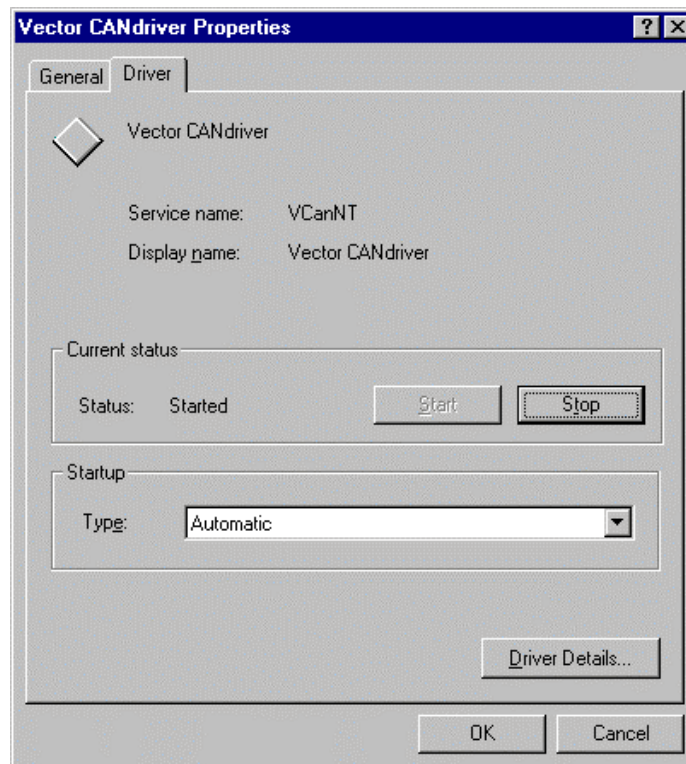 Vector CANdriver Properties
General Driver
Vector CANdriver
Service name: VCanNT
Display name: Vector CANdriver
Current status
Status: Started Start Stop
Startup
Type: Automatic
Driver Details...
OK Cancel